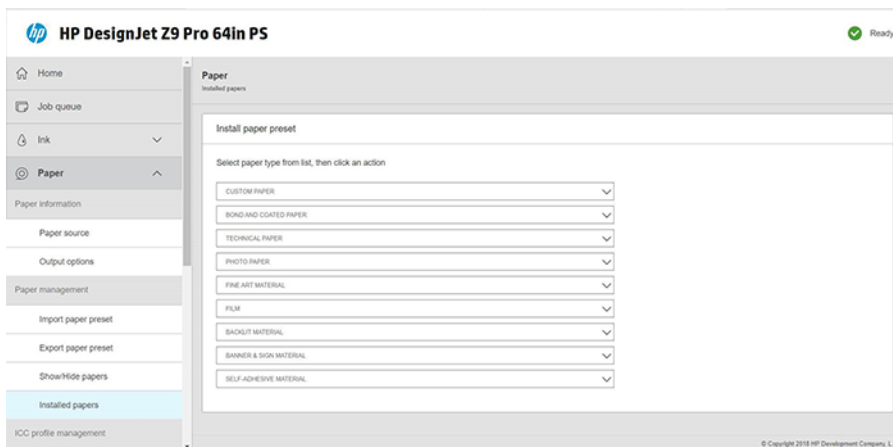 hp HP DesignJet Z9 Pro 64in PS
Ready
Home
Job queue
Ink
Paper
Paper information
Paper source
Output options
Paper management
Import paper preset
Export paper preset
Show/Hide papers
Installed papers
ICC profile management
Paper
Installed papers
Install paper preset
Select paper type from list, then click an action
CUSTOM PAPER
BOND AND COATED PAPER
TECHNICAL PAPER
PHOTO PAPER
FINE ART MATERIAL
FILM
BACKLIT MATERIAL
BANNER & SIGN MATERIAL
SELF-ADHESIVE MATERIAL
© Copyright 2018 HP Development Company, L